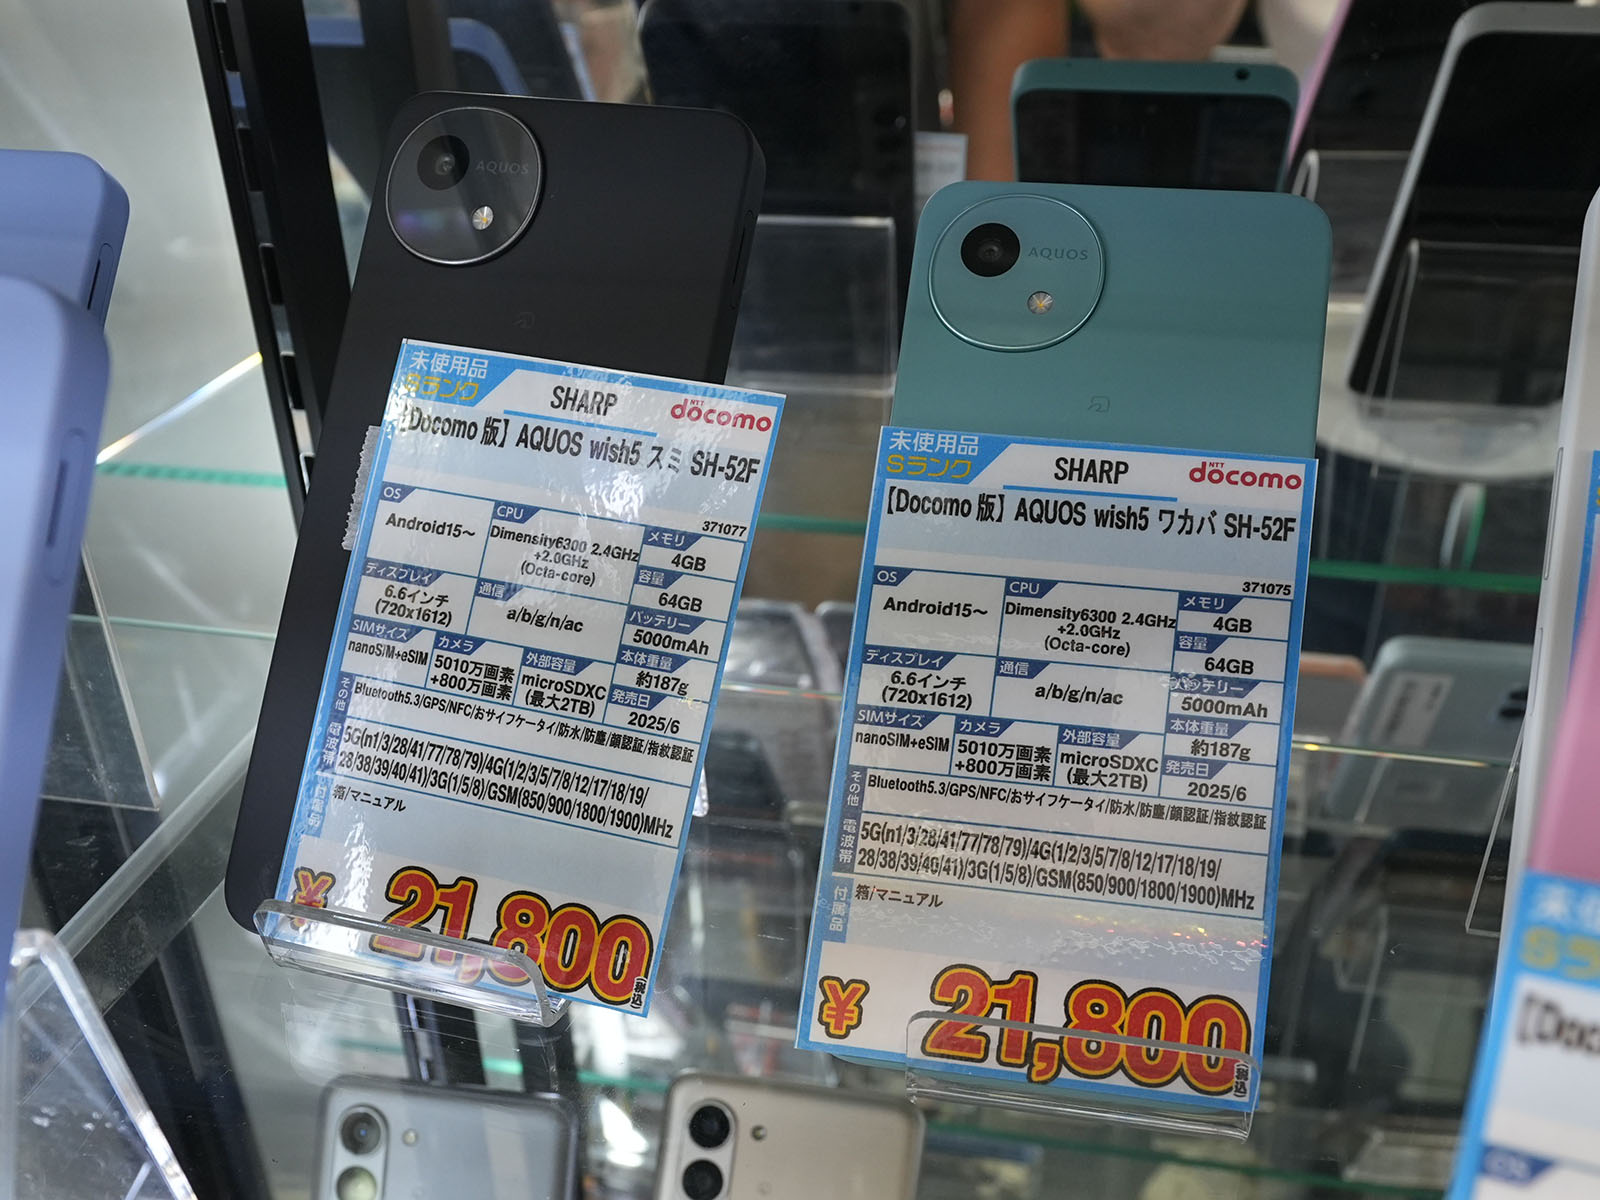 AQUOS
未使用品
Sランク
SHARP
NTT
docomo
【Docomo 版】AQUOS wish5 スミ SH-52F
371077
OS
Android15～
CPU
Dimensity6300 2.4GHz
+2.0GHz
(Octa-core)
メモリ
4GB
容量
64GB
ディスプレイ
6.6インチ
(720x1612)
通信
a/b/g/n/ac
バッテリー
5000mAh
SIMサイズ
nanoSIM+eSIM
カメラ
5010万画素
+800万画素
外部容量
microSDXC
(最大2TB)
本体重量
約187g
発売日
2025/6
その他
Bluetooth5.3/GPS/NFC/おサイフケータイ/防水/防塵/顔認証/指紋認証
電波帯
5G(n1/3/28/41/77/78/79)/4G(1/2/3/5/7/8/12/17/18/19/
28/38/39/40/41)/3G(1/5/8)/GSM(850/900/1800/1900)MHz
付属品
箱/マニュアル
¥ 21,800
(税込)
AQUOS
未使用品
Sランク
SHARP
NTT
docomo
【Docomo 版】AQUOS wish5 ワカバ SH-52F
371075
OS
Android15～
CPU
Dimensity6300 2.4GHz
+2.0GHz
(Octa-core)
メモリ
4GB
容量
64GB
ディスプレイ
6.6インチ
(720x1612)
通信
a/b/g/n/ac
バッテリー
5000mAh
SIMサイズ
nanoSIM+eSIM
カメラ
5010万画素
+800万画素
外部容量
microSDXC
(最大2TB)
本体重量
約187g
発売日
2025/6
その他
Bluetooth5.3/GPS/NFC/おサイフケータイ/防水/防塵/顔認証/指紋認証
電波帯
5G(n1/3/28/41/77/78/79)/4G(1/2/3/5/7/8/12/17/18/19/
28/38/39/40/41)/3G(1/5/8)/GSM(850/900/1800/1900)MHz
付属品
箱/マニュアル
¥ 21,800
(税込)
未使
Sラ
【Doc
OS